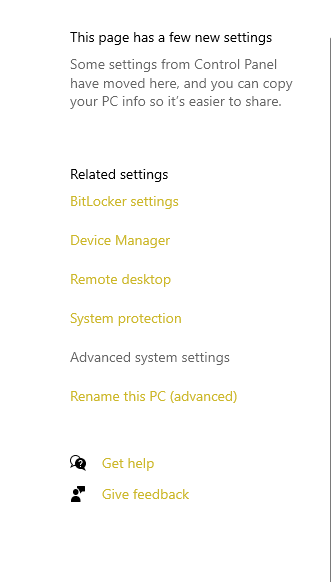 This page has a few new settings
Some settings from Control Panel
have moved here, and you can copy
your PC info so it's easier to share.
Related settings
BitLocker settings
Device Manager
Remote desktop
System protection
Advanced system settings
Rename this PC (advanced)
Get help
Give feedback